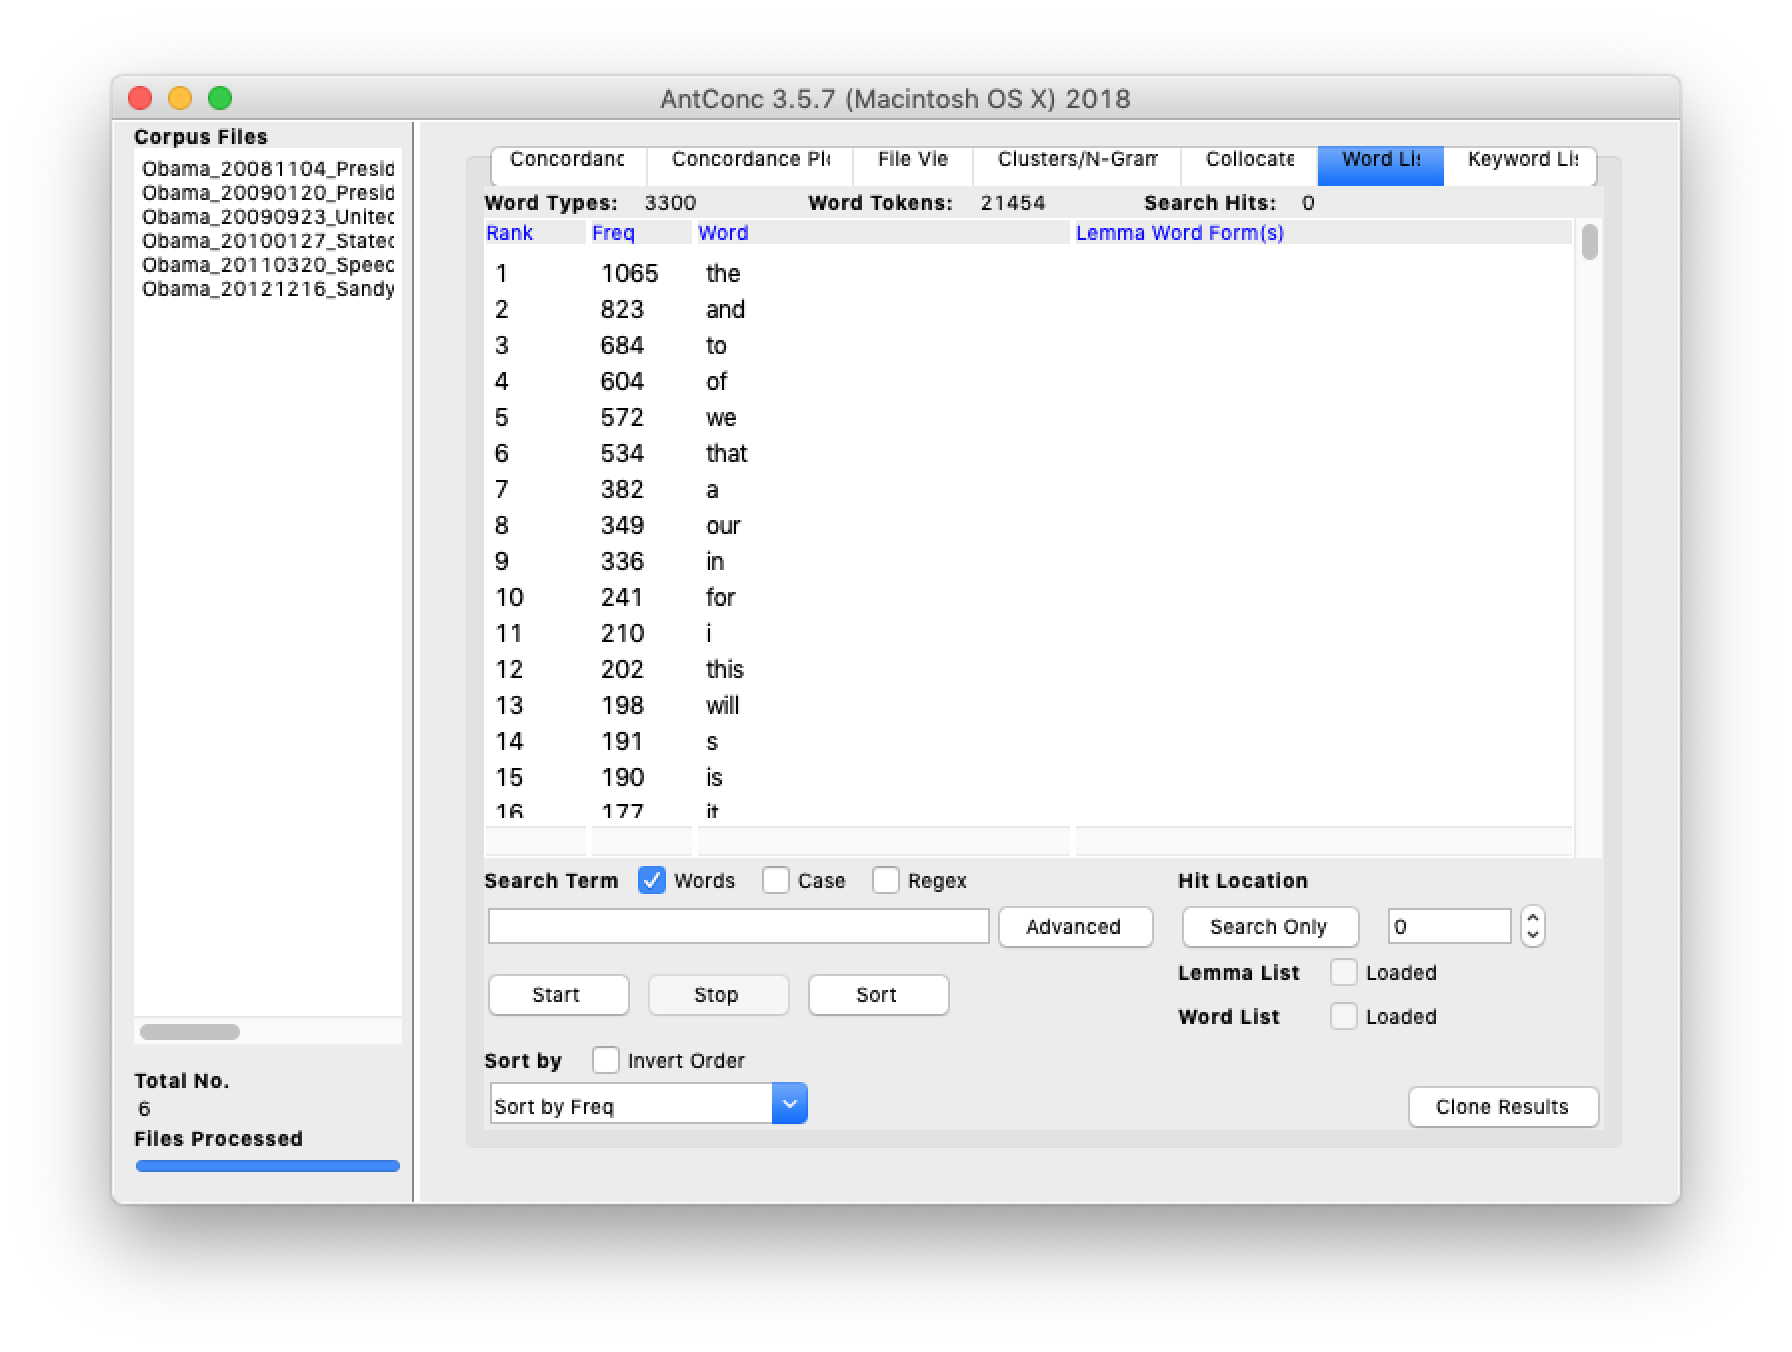 AntConc 3.5.7 (Macintosh OS X) 2018
Corpus Files
Obama_20081104_Presid
Obama_20090120_Presid
Obama_20090923_United
Obama_20100127_Stateo
Obama_20110320_Speec
Obama_20121216_Sandy
Total No.
6
Files Processed
Concordanc Concordance Pl File Vie Clusters/N-Gram Collocate Word Lis Keyword Lis
Word Types: 3300 Word Tokens: 21454 Search Hits: 0
Rank Freq Word Lemma Word Form(s)
1 1065 the
2 823 and
3 684 to
4 604 of
5 572 we
6 534 that
7 382 a
8 349 our
9 336 in
10 241 for
11 210 i
12 202 this
13 198 will
14 191 s
15 190 is
16 177 it
Search Term Words Case Regex Hit Location
Advanced Search Only 0
Start Stop Sort Lemma List Loaded
Word List Loaded
Sort by Invert Order
Sort by Freq Clone Results